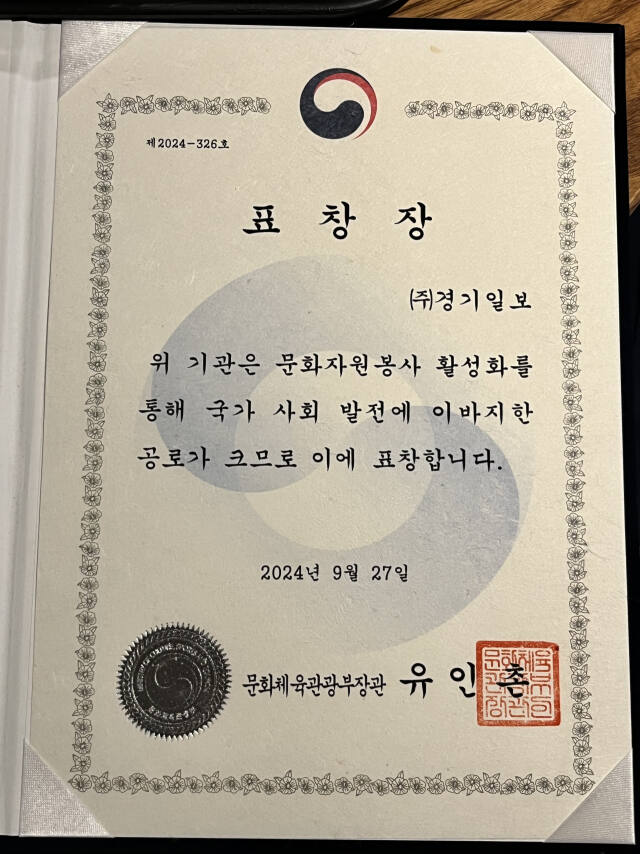 제2024-326호
표 창 장
㈜경기일보
위 기관은 문화자원봉사 활성화를
통해 국가 사회 발전에 이바지한
공로가 크므로 이에 표창합니다.
2024년 9월 27일
문화체육관광부장관 유 인 촌